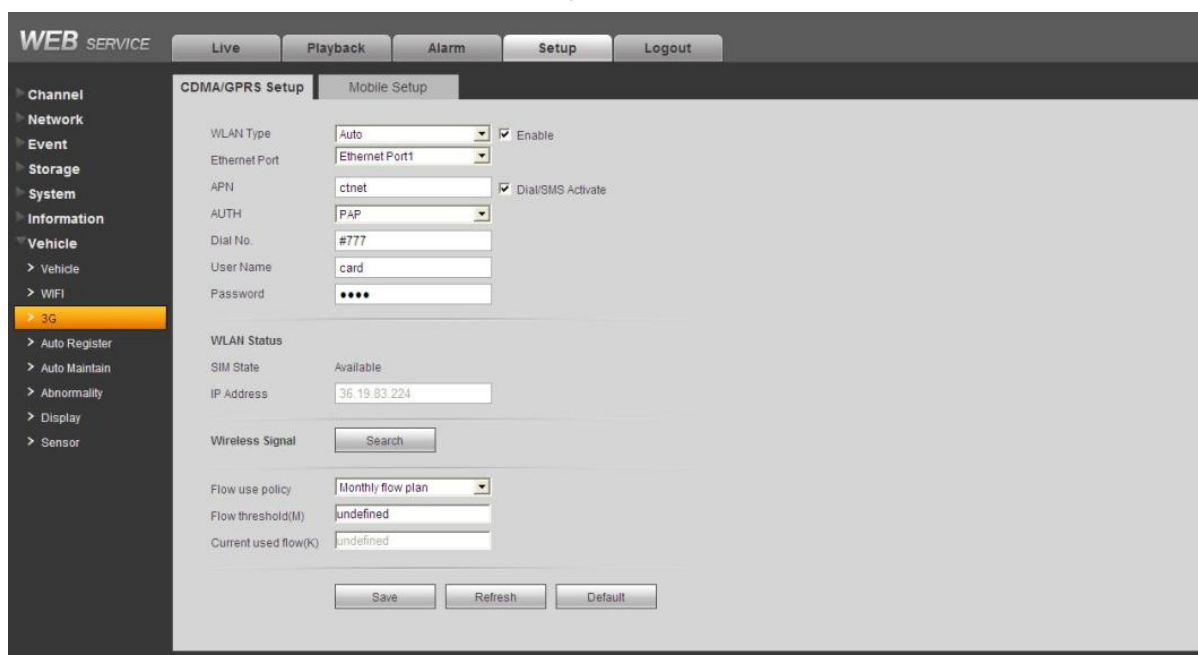 WEB SERVICE
Live Playback Alarm Setup Logout
CDMA/GPRS Setup Mobile Setup
Channel
Network
Event
Storage
System
Information
Vehicle
> Vehicle
> WIFI
> 3G
> Auto Register
> Auto Maintain
> Abnormality
> Display
> Sensor
WLAN Type Auto Enable
Ethernet Port Ethernet Port1
APN ctnet Dial/SMS Activate
AUTH PAP
Dial No. #777
User Name card
Password ●●●●
WLAN Status
SIM State Available
IP Address 36.19.83.224
Wireless Signal Search
Flow use policy Monthly flow plan
Flow threshold(M) undefined
Current used flow(K) undefined
Save Refresh Default